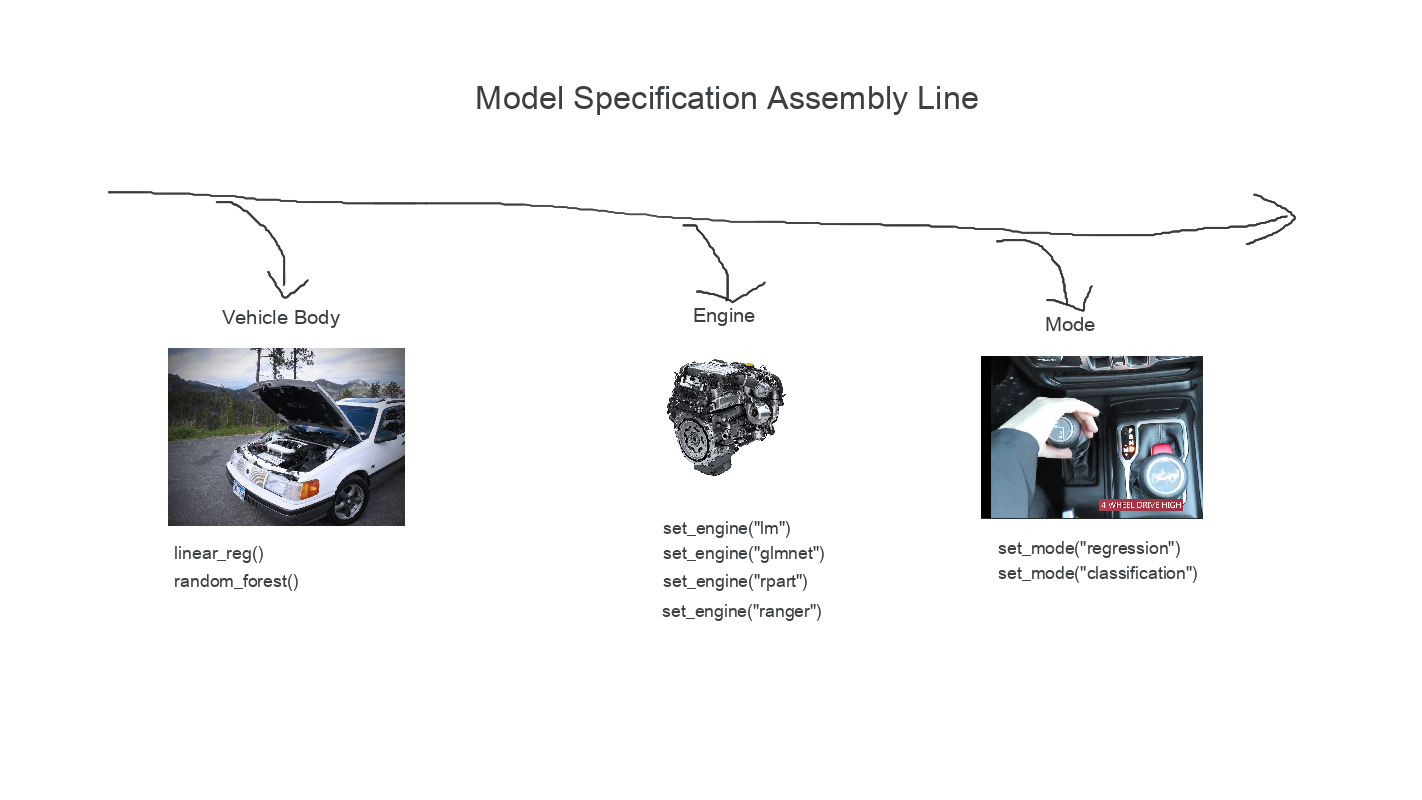 Model Specification Assembly Line
Vehicle Body
Engine
Mode
4 WHEEL DRIVE HIGH
linear_reg()
random_forest()
set_engine("lm")
set_engine("glmnet")
set_engine("rpart")
set_engine("ranger")
set_mode("regression")
set_mode("classification")